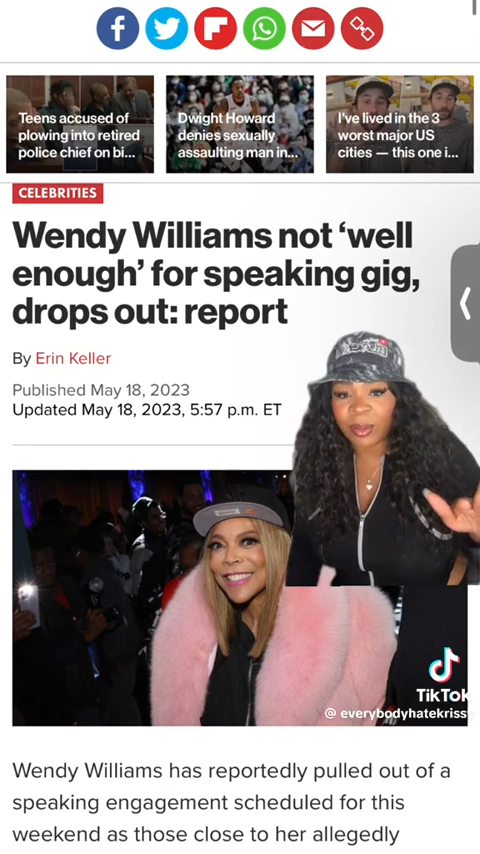 Teens accused of
plowing into retired
police chief on bi...
Dwight Howard
denies sexually
assaulting man in...
I've lived in the 3
worst major US
cities — this one i...
CELEBRITIES
Wendy Williams not ‘well
enough’ for speaking gig,
drops out: report
By Erin Keller
Published May 18, 2023
Updated May 18, 2023, 5:57 p.m. ET
TikTok
@ everybodyhatekriss
Wendy Williams has reportedly pulled out of a
speaking engagement scheduled for this
weekend as those close to her allegedly